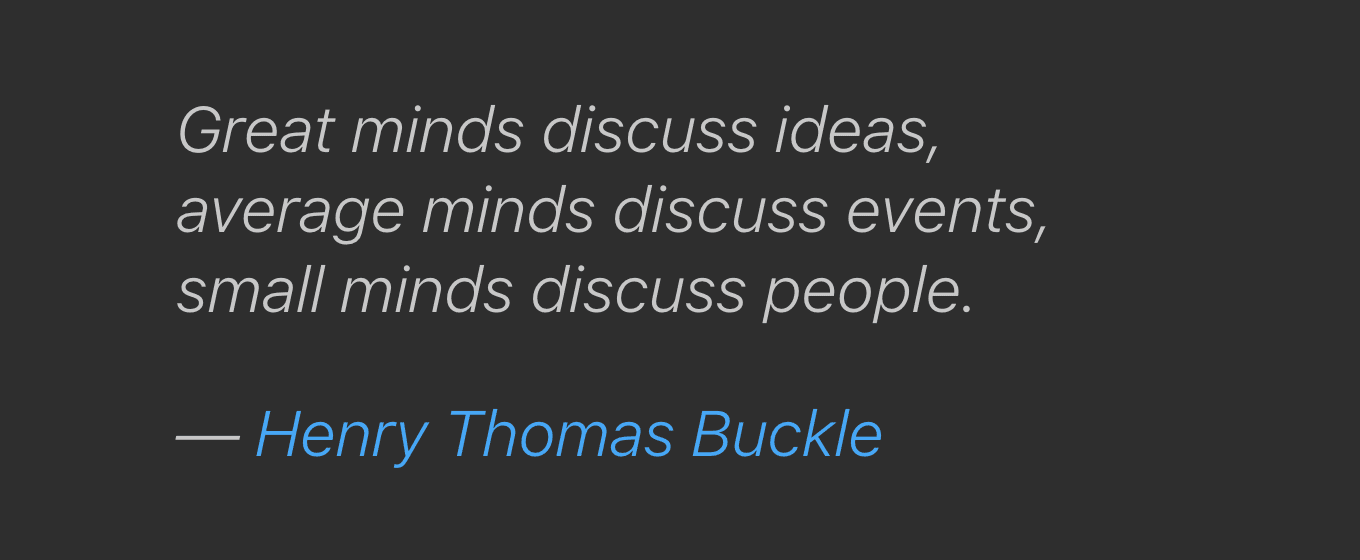 Great minds discuss ideas,
average minds discuss events,
small minds discuss people.
— Henry Thomas Buckle